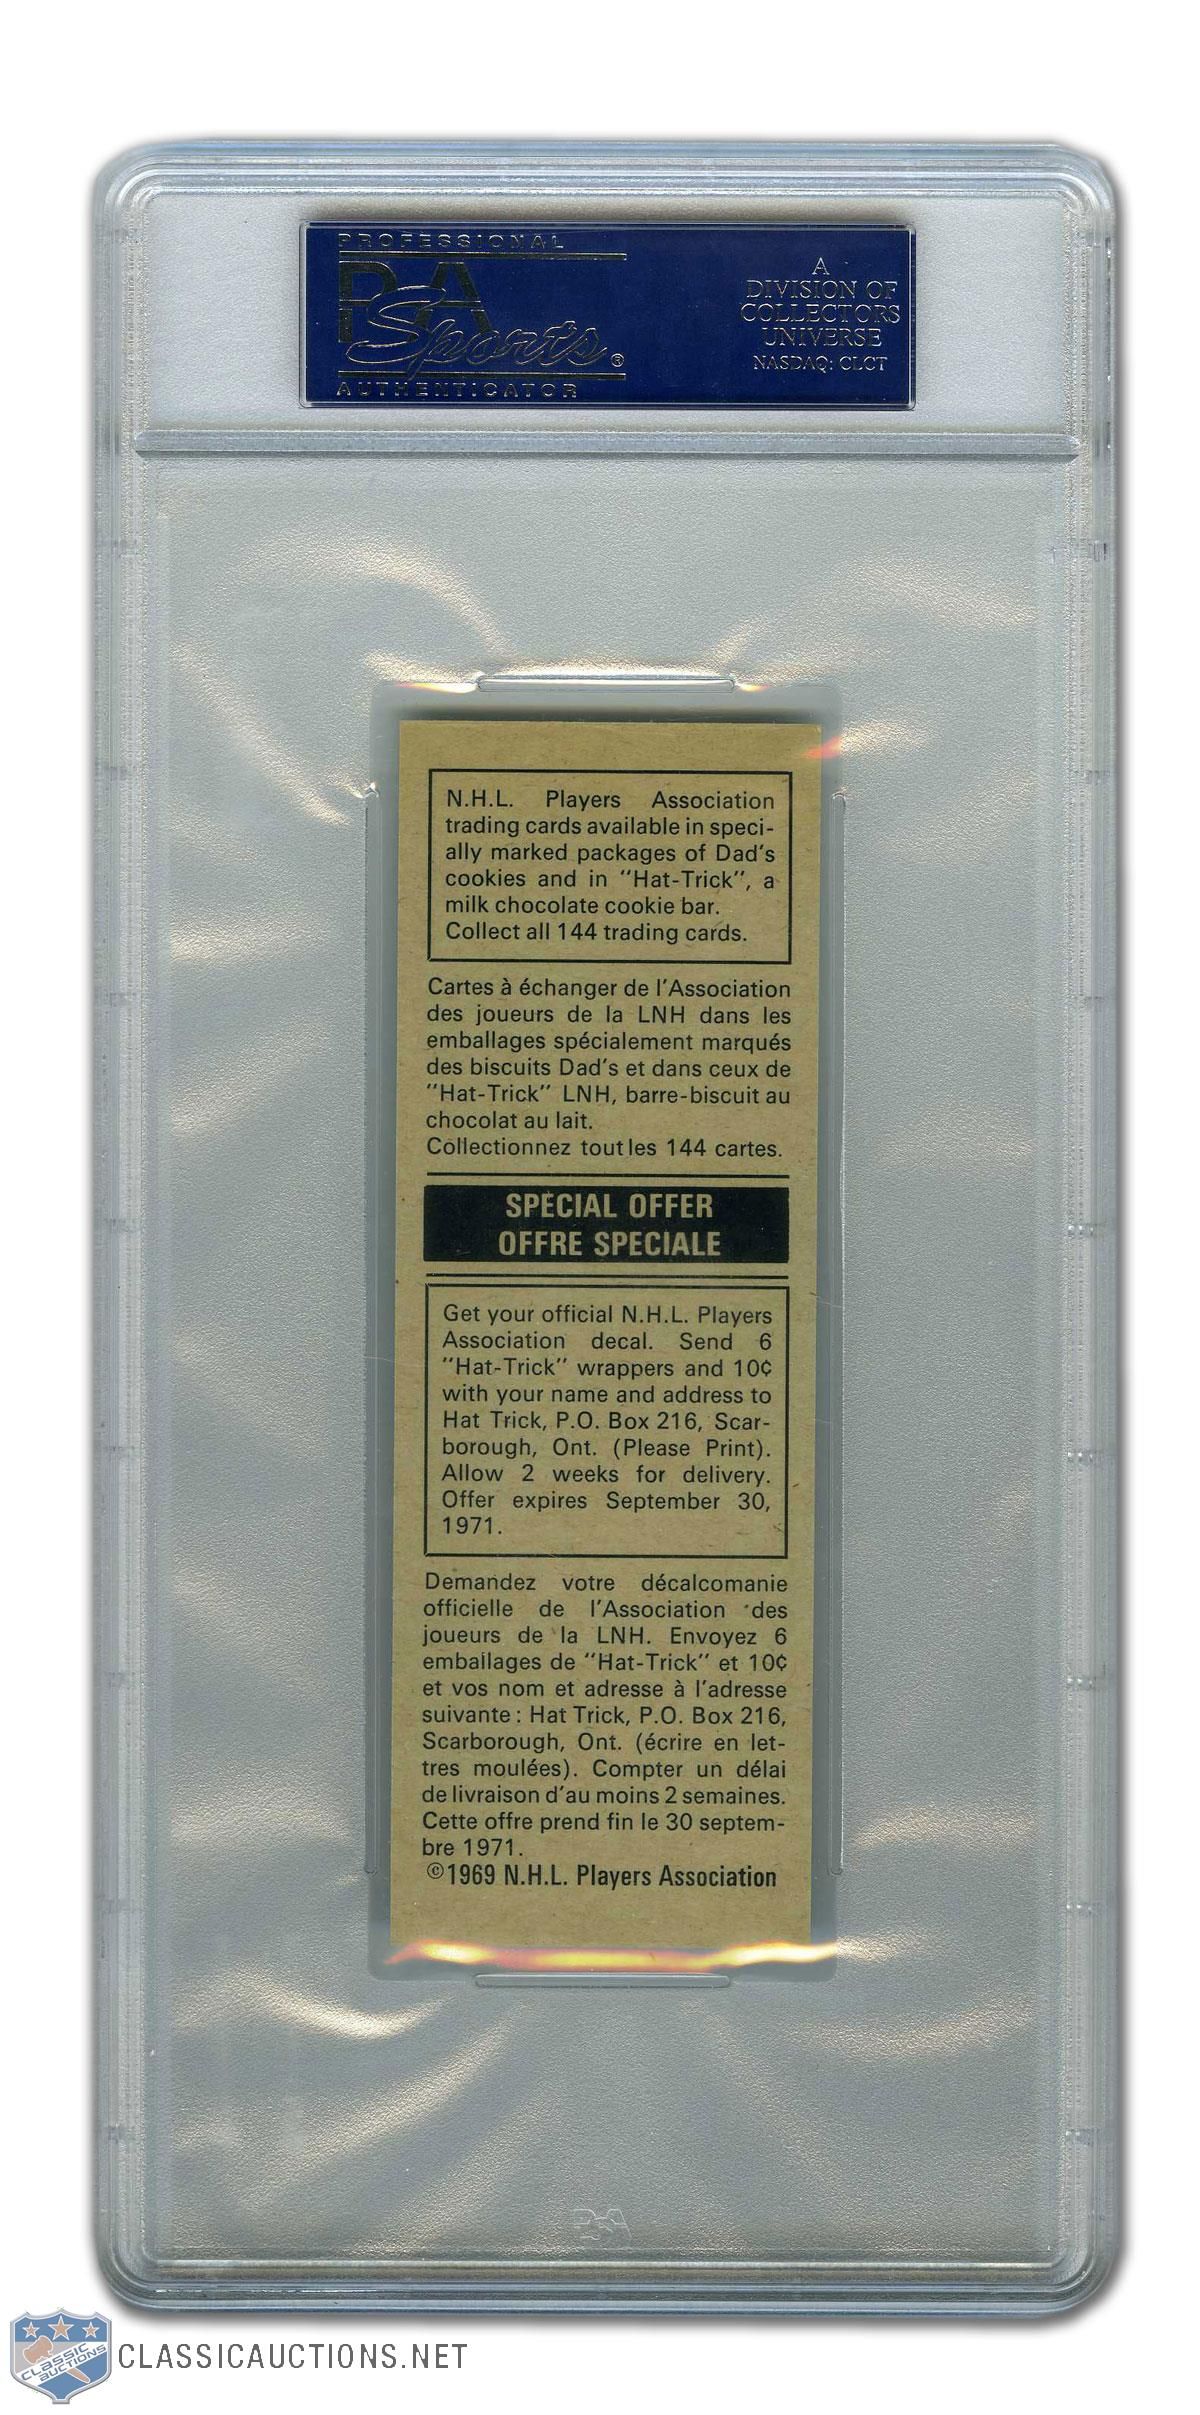 PROFESSIONAL
PSA
Sports®
AUTHENTICATOR
A
DIVISION OF
COLLECTORS
UNIVERSE
NASDAQ: CLCT
N.H.L. Players Association
trading cards available in speci-
ally marked packages of Dad's
cookies and in "Hat-Trick", a
milk chocolate cookie bar.
Collect all 144 trading cards.
Cartes à échanger de l'Association
des joueurs de la LNH dans les
emballages spécialement marqués
des biscuits Dad's et dans ceux de
"Hat-Trick" LNH, barre-biscuit au
chocolat au lait.
Collectionnez tout les 144 cartes.
SPECIAL OFFER
OFFRE SPECIALE
Get your official N.H.L. Players
Association decal. Send 6
"Hat-Trick" wrappers and 10¢
with your name and address to
Hat Trick, P.O. Box 216, Scar-
borough, Ont. (Please Print).
Allow 2 weeks for delivery.
Offer expires September 30,
1971.
Demandez votre décalcomanie
officielle de l'Association des
joueurs de la LNH. Envoyez 6
emballages de "Hat-Trick" et 10¢
et vos nom et adresse à l'adresse
suivante : Hat Trick, P.O. Box 216,
Scarborough, Ont. (écrire en let-
tres moulées). Compter un délai
de livraison d'au moins 2 semaines.
Cette offre prend fin le 30 septem-
bre 1971.
©1969 N.H.L. Players Association
PSA
CLASSIC
AUCTIONS
CLASSICAUCTIONS.NET